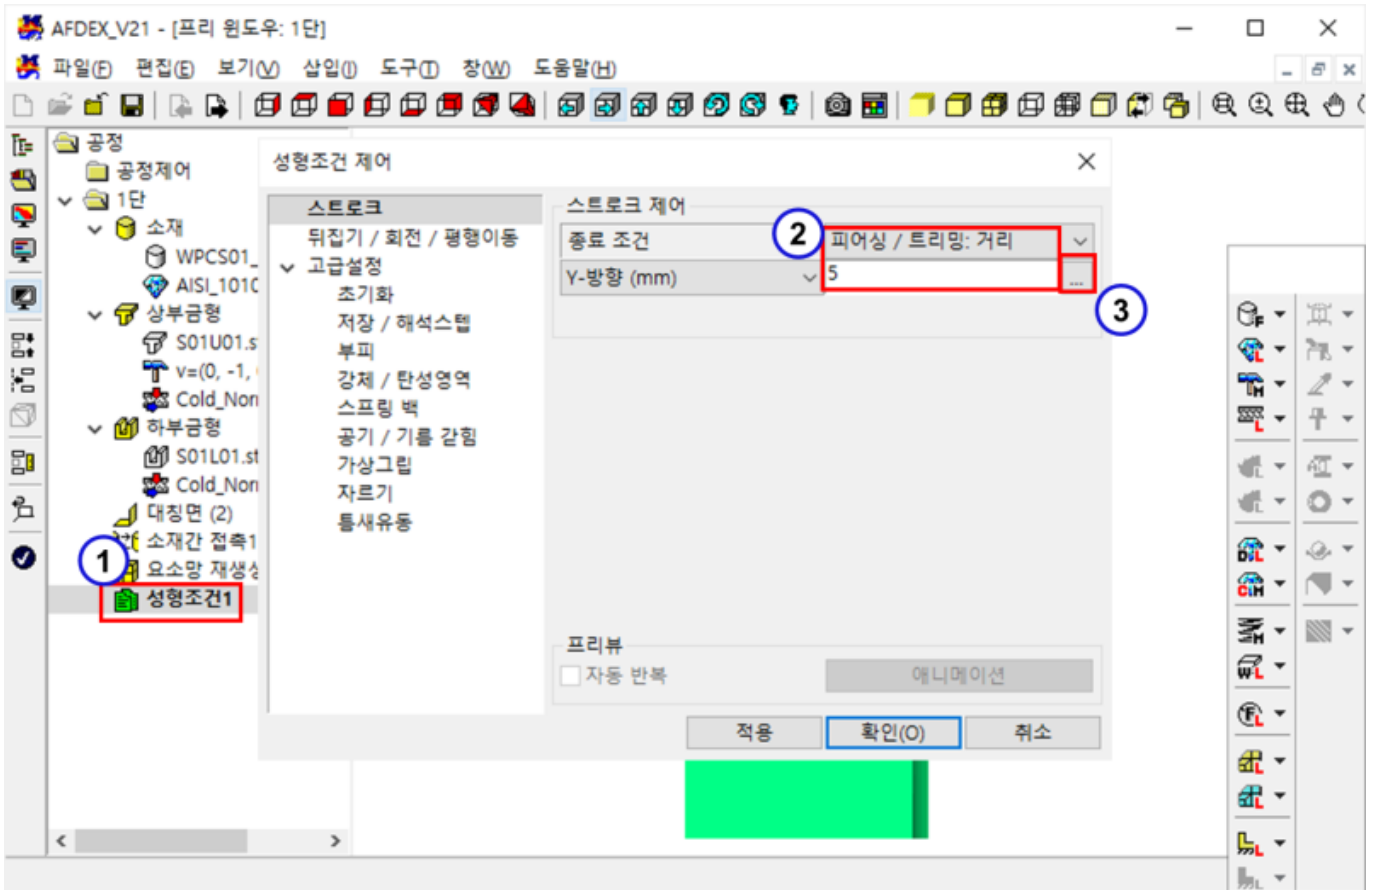 AFDEX_V21 - [프리 윈도우: 1단]
파일(F) 편집(E) 보기(V) 삽입(I) 도구(T) 창(W) 도움말(H)
공정
공정제어
1단
소재
WPCS01_
AISI_1010
상부금형
S01U01.s
v=(0, -1,
Cold_Nor
하부금형
S01L01.st
Cold_Nor
대칭면 (2)
소재간 접촉1
요소망 재생성
1
성형조건1
성형조건 제어
스트로크
뒤집기 / 회전 / 평행이동
고급설정
초기화
저장 / 해석스텝
부피
강체 / 탄성영역
스프링 백
공기 / 기름 갇힘
가상그립
자르기
틈새유동
스트로크 제어
종료 조건
2
피어싱 / 트리밍: 거리
Y-방향 (mm)
5
...
3
프리뷰
자동 반복
애니메이션
적용
확인(O)
취소